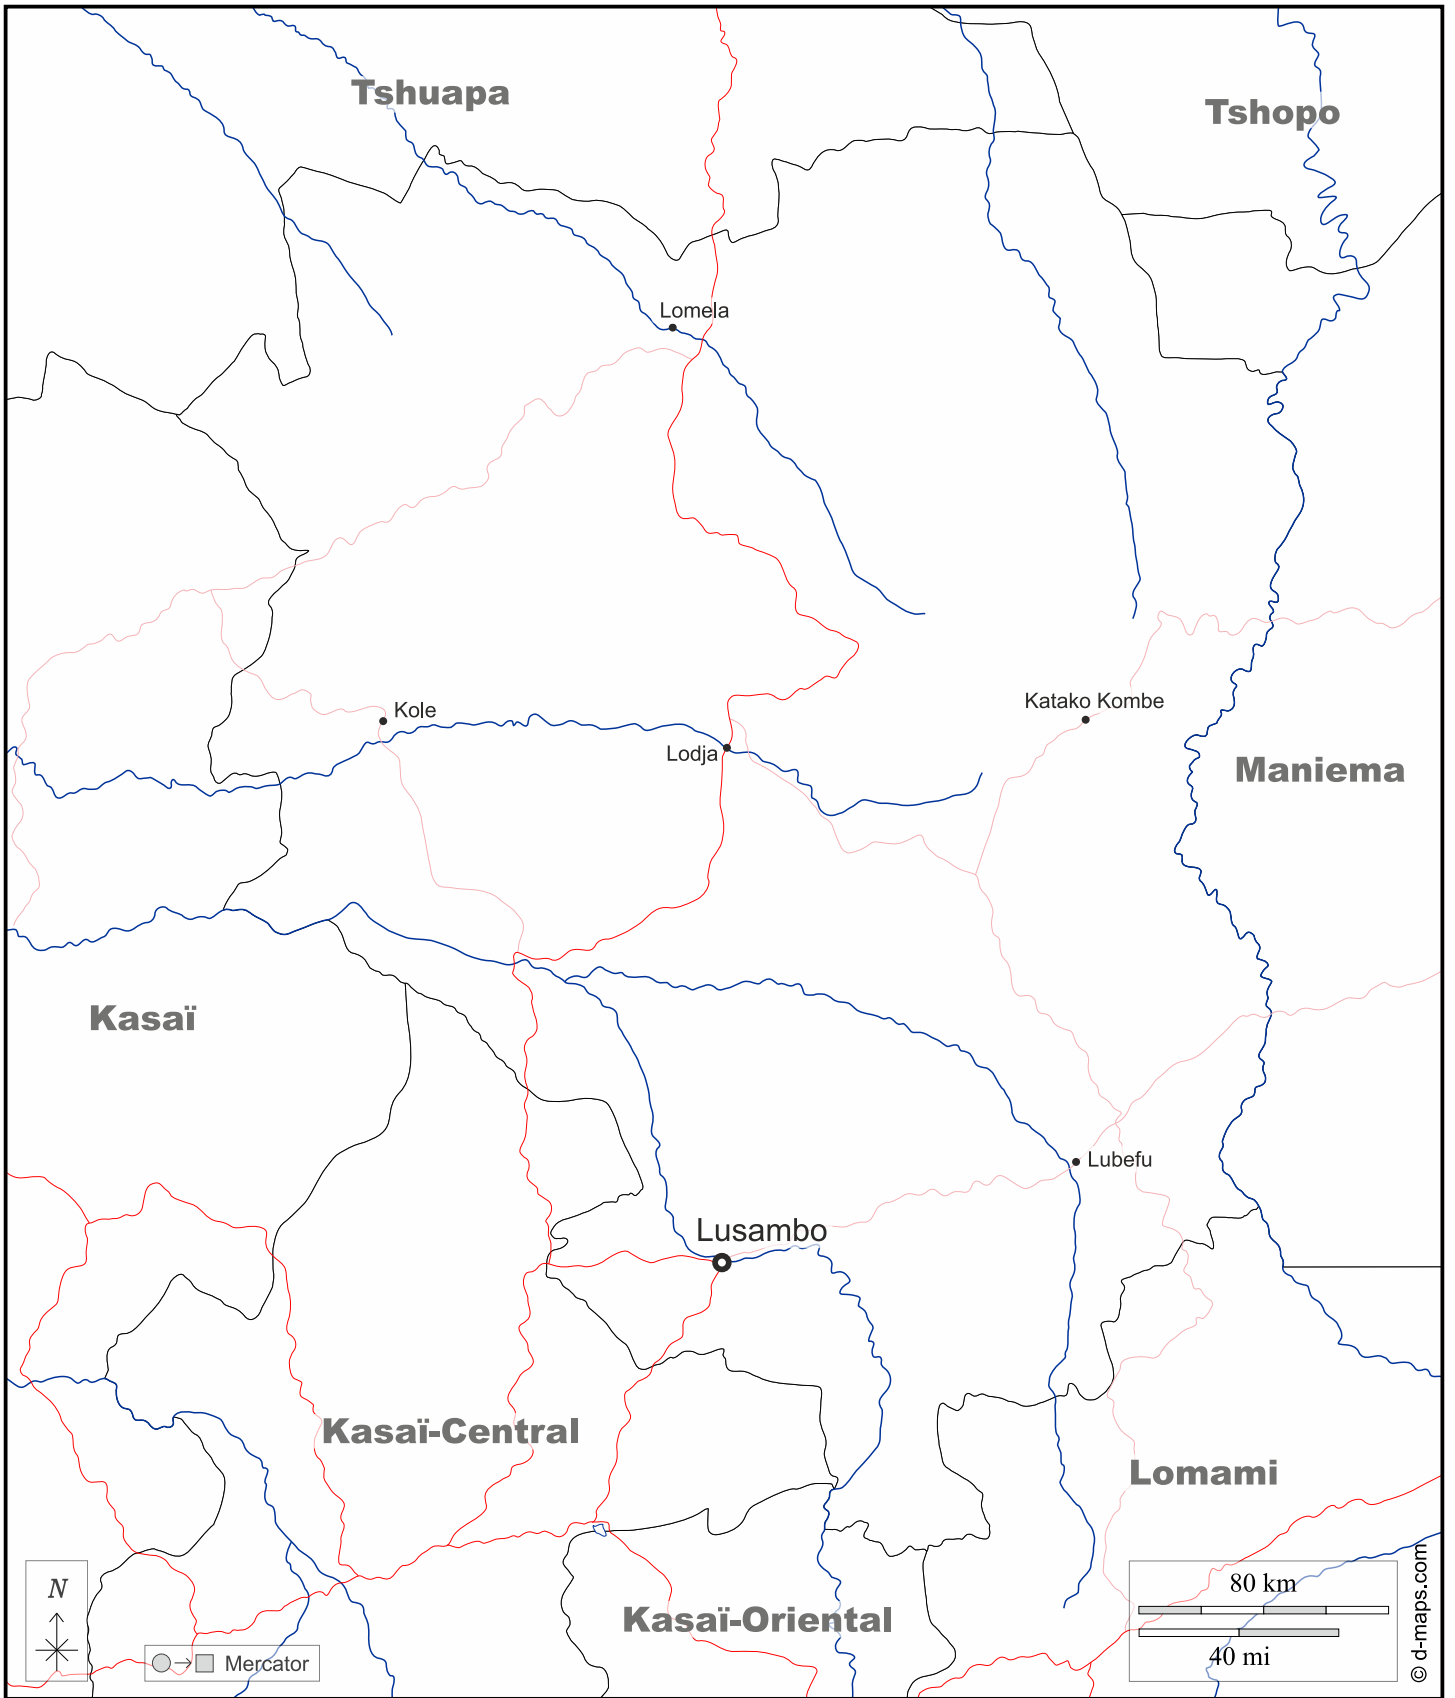 Tshuapa
Tshopo
Lomela
Katako Kombe
Kole
Lodja
Maniema
Kasaï
Lubefu
Lusambo
Kasaï-Central
Lomami
Kasaï-Oriental
N
Mercator
80 km
40 mi
© d-maps.com